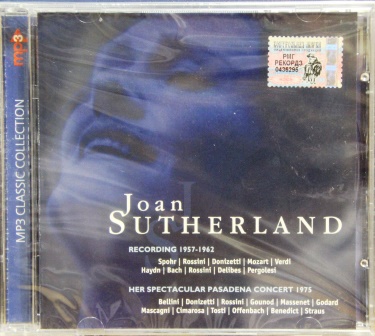 mp3
MP3 CLASSIC COLLECTION
РМГ
РЕКОРДЗ
0436295
Joan
SUTHERLAND
RECORDING 1957-1962
Spohr | Rossini | Donizetti | Mozart | Verdi
Haydn | Bach | Rossini | Delibes | Pergolesi
HER SPECTACULAR PASADENA CONCERT 1975
Bellini | Donizetti | Rossini | Gounod | Massenet | Godard
Mascagni | Cimarosa | Tosti | Offenbach | Benedict | Straus